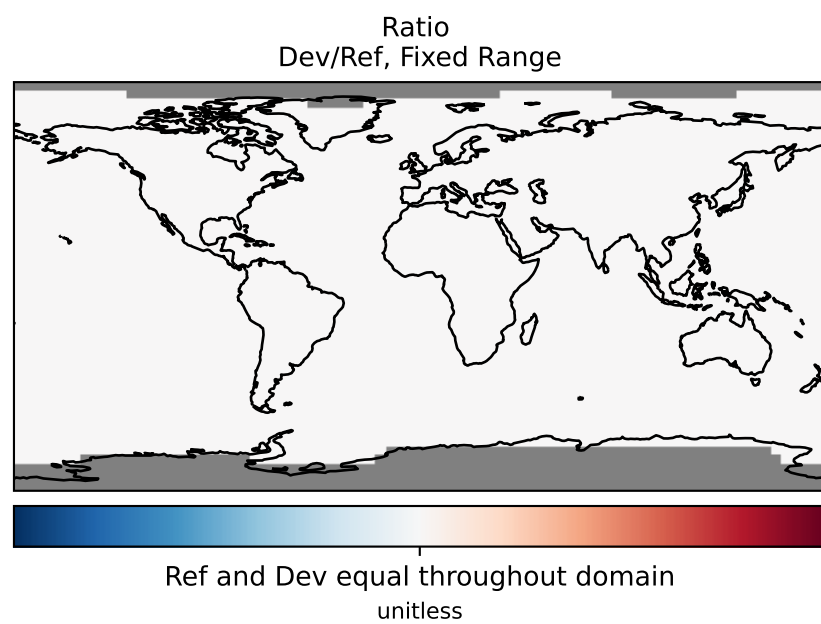 Ratio
Dev/Ref, Fixed Range
Ref and Dev equal throughout domain
unitless